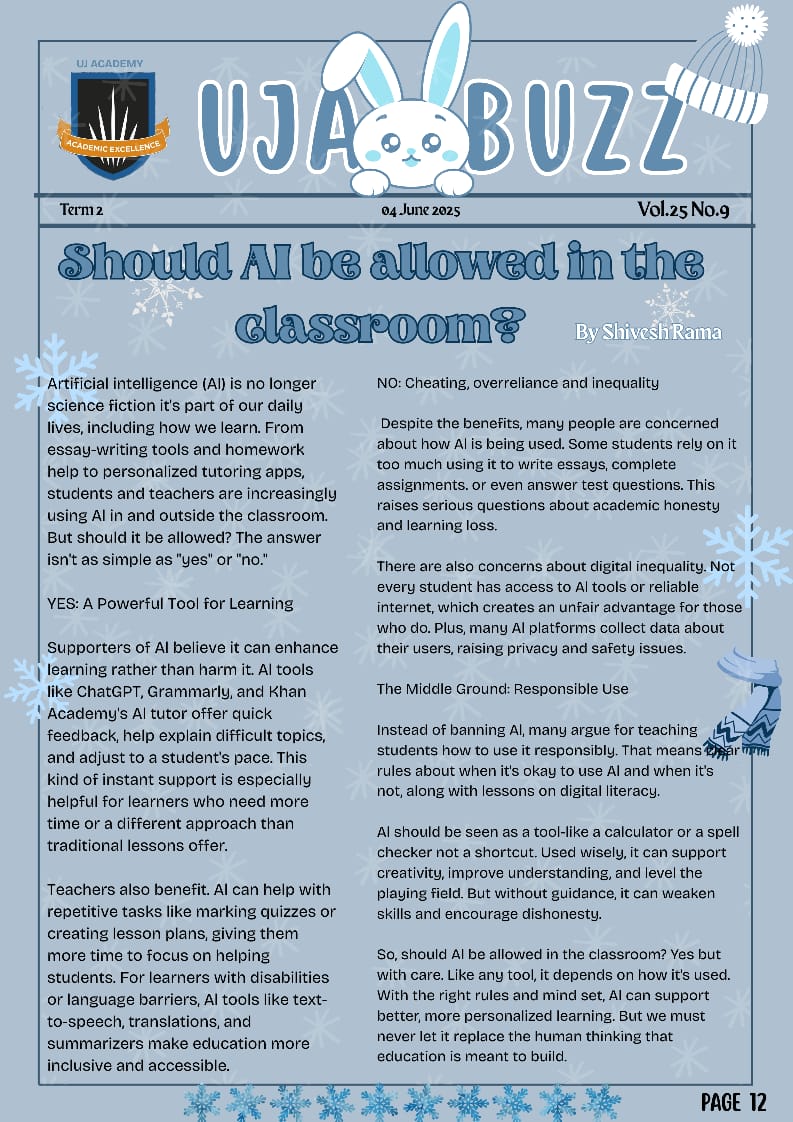 UJ ACADEMY
ACADEMIC EXCELLENCE
UJA BUZZ
Term 2
04 June 2025
Vol.25 No.9
Should AI be allowed in the
classroom?
By Shivesh Rama
Artificial intelligence (AI) is no longer
science fiction it's part of our daily
lives, including how we learn. From
essay-writing tools and homework
help to personalized tutoring apps,
students and teachers are increasingly
using AI in and outside the classroom.
But should it be allowed? The answer
isn't as simple as "yes" or "no."
YES: A Powerful Tool for Learning
Supporters of AI believe it can enhance
learning rather than harm it. AI tools
like ChatGPT, Grammarly, and Khan
Academy's AI tutor offer quick
feedback, help explain difficult topics,
and adjust to a student's pace. This
kind of instant support is especially
helpful for learners who need more
time or a different approach than
traditional lessons offer.
Teachers also benefit. AI can help with
repetitive tasks like marking quizzes or
creating lesson plans, giving them
more time to focus on helping
students. For learners with disabilities
or language barriers, AI tools like text-
to-speech, translations, and
summarizers make education more
inclusive and accessible.
NO: Cheating, overreliance and inequality
Despite the benefits, many people are concerned
about how AI is being used. Some students rely on it
too much using it to write essays, complete
assignments. or even answer test questions. This
raises serious questions about academic honesty
and learning loss.
There are also concerns about digital inequality. Not
every student has access to AI tools or reliable
internet, which creates an unfair advantage for those
who do. Plus, many AI platforms collect data about
their users, raising privacy and safety issues.
The Middle Ground: Responsible Use
Instead of banning AI, many argue for teaching
students how to use it responsibly. That means clear
rules about when it's okay to use AI and when it's
not, along with lessons on digital literacy.
AI should be seen as a tool-like a calculator or a spell
checker not a shortcut. Used wisely, it can support
creativity, improve understanding, and level the
playing field. But without guidance, it can weaken
skills and encourage dishonesty.
So, should AI be allowed in the classroom? Yes but
with care. Like any tool, it depends on how it's used.
With the right rules and mind set, AI can support
better, more personalized learning. But we must
never let it replace the human thinking that
education is meant to build.
PAGE 12